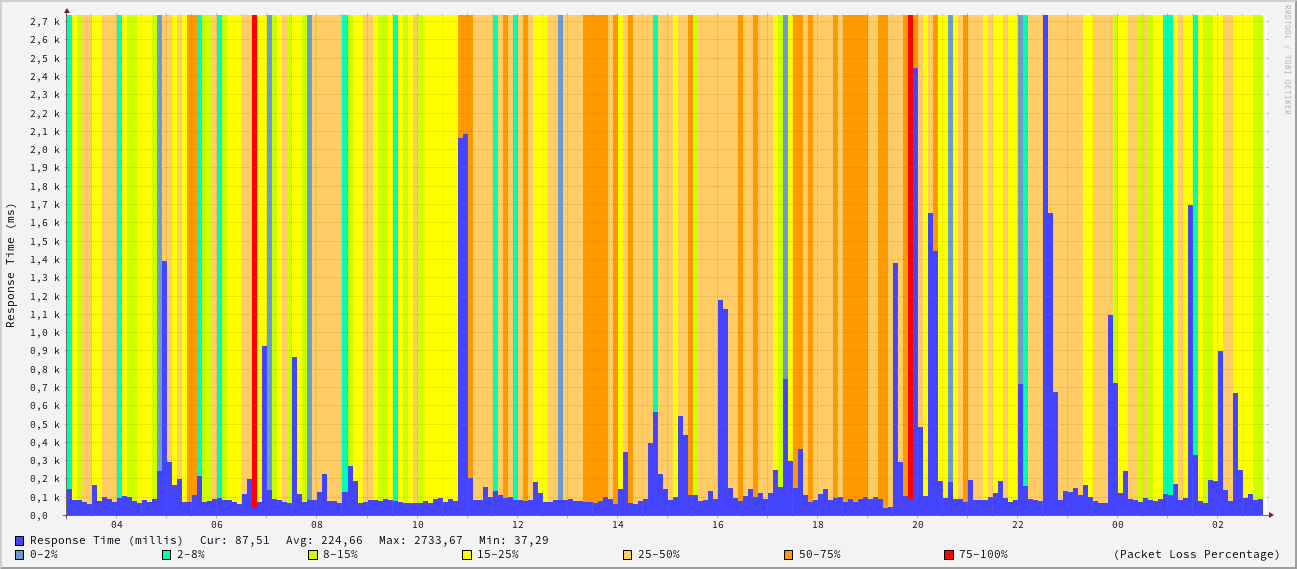 RRDTOOL / TOBI OETIKER
Response Time (ms)
2,7 k
2,6 k
2,5 k
2,4 k
2,3 k
2,2 k
2,1 k
2,0 k
1,9 k
1,8 k
1,7 k
1,6 k
1,5 k
1,4 k
1,3 k
1,2 k
1,1 k
1,0 k
0,9 k
0,8 k
0,7 k
0,6 k
0,5 k
0,4 k
0,3 k
0,2 k
0,1 k
0,0
04 06 08 10 12 14 16 18 20 22 00 02
Response Time (millis) Cur: 87,51 Avg: 224,66 Max: 2733,67 Min: 37,29
0-2% 2-8% 8-15% 15-25% 25-50% 50-75% 75-100% (Packet Loss Percentage)